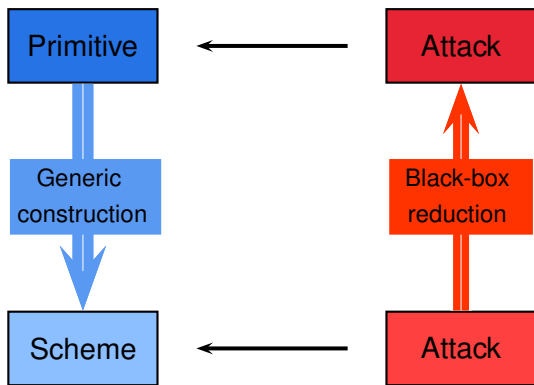 Primitive
Attack
Generic
construction
Black-box
reduction
Scheme
Attack